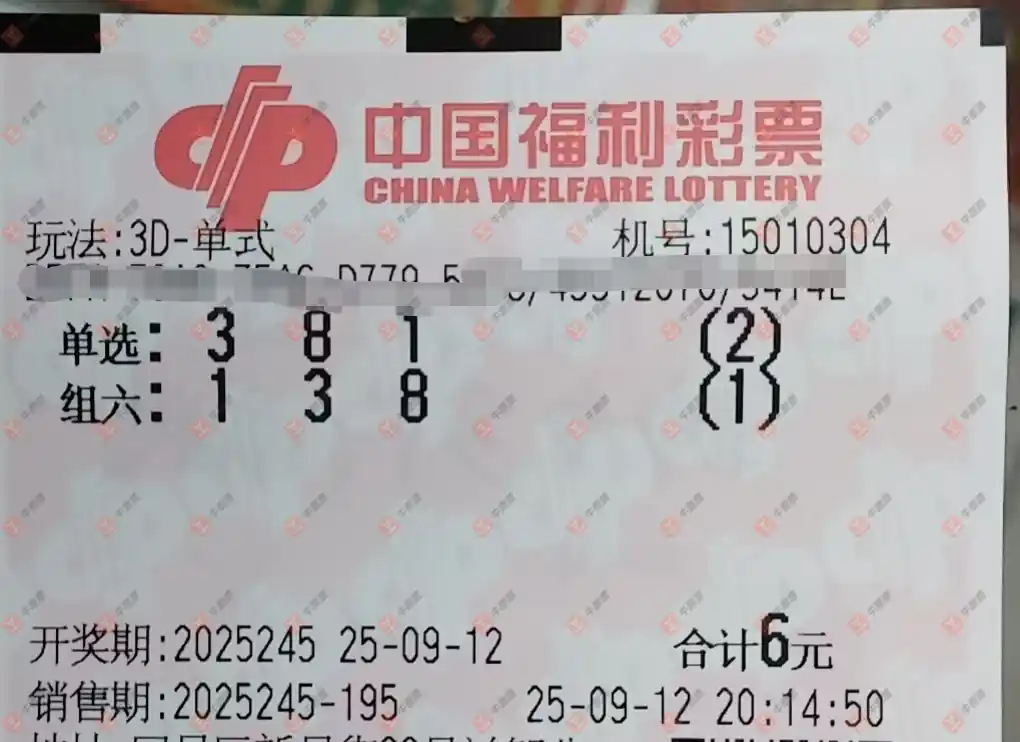 中国福利彩票
CHINA WELFARE LOTTERY
玩法:3D-单式 机号:15010304
单选: 3 8 1 (2)
组六: 1 3 8 (1)
开奖期:2025245 25-09-12 合计6元
销售期:2025245-195 25-09-12 20:14:50